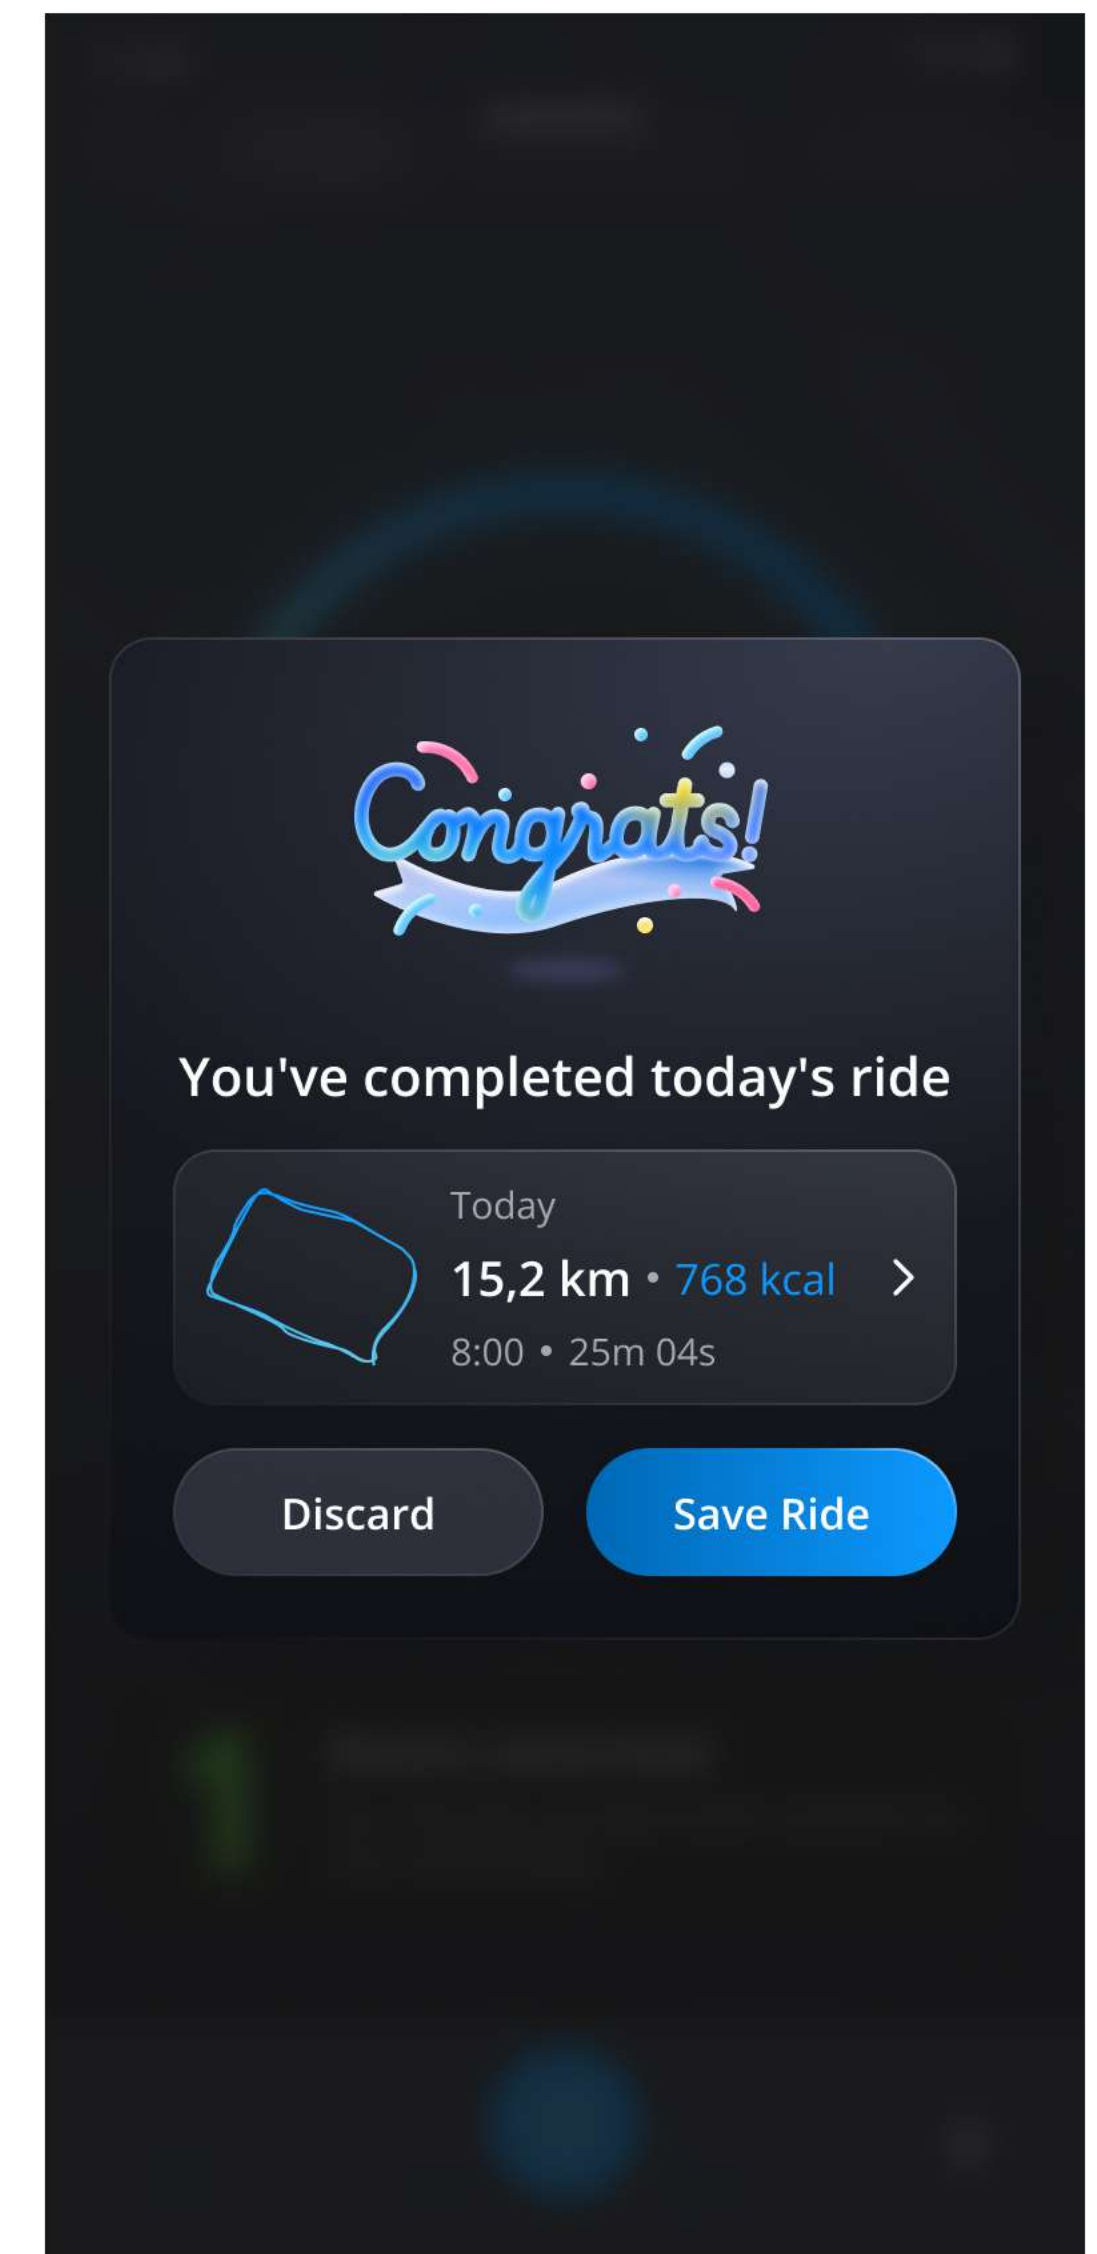 Congrats!
You've completed today's ride
Today
15,2 km • 768 kcal
8:00 • 25m 04s
Discard
Save Ride
1